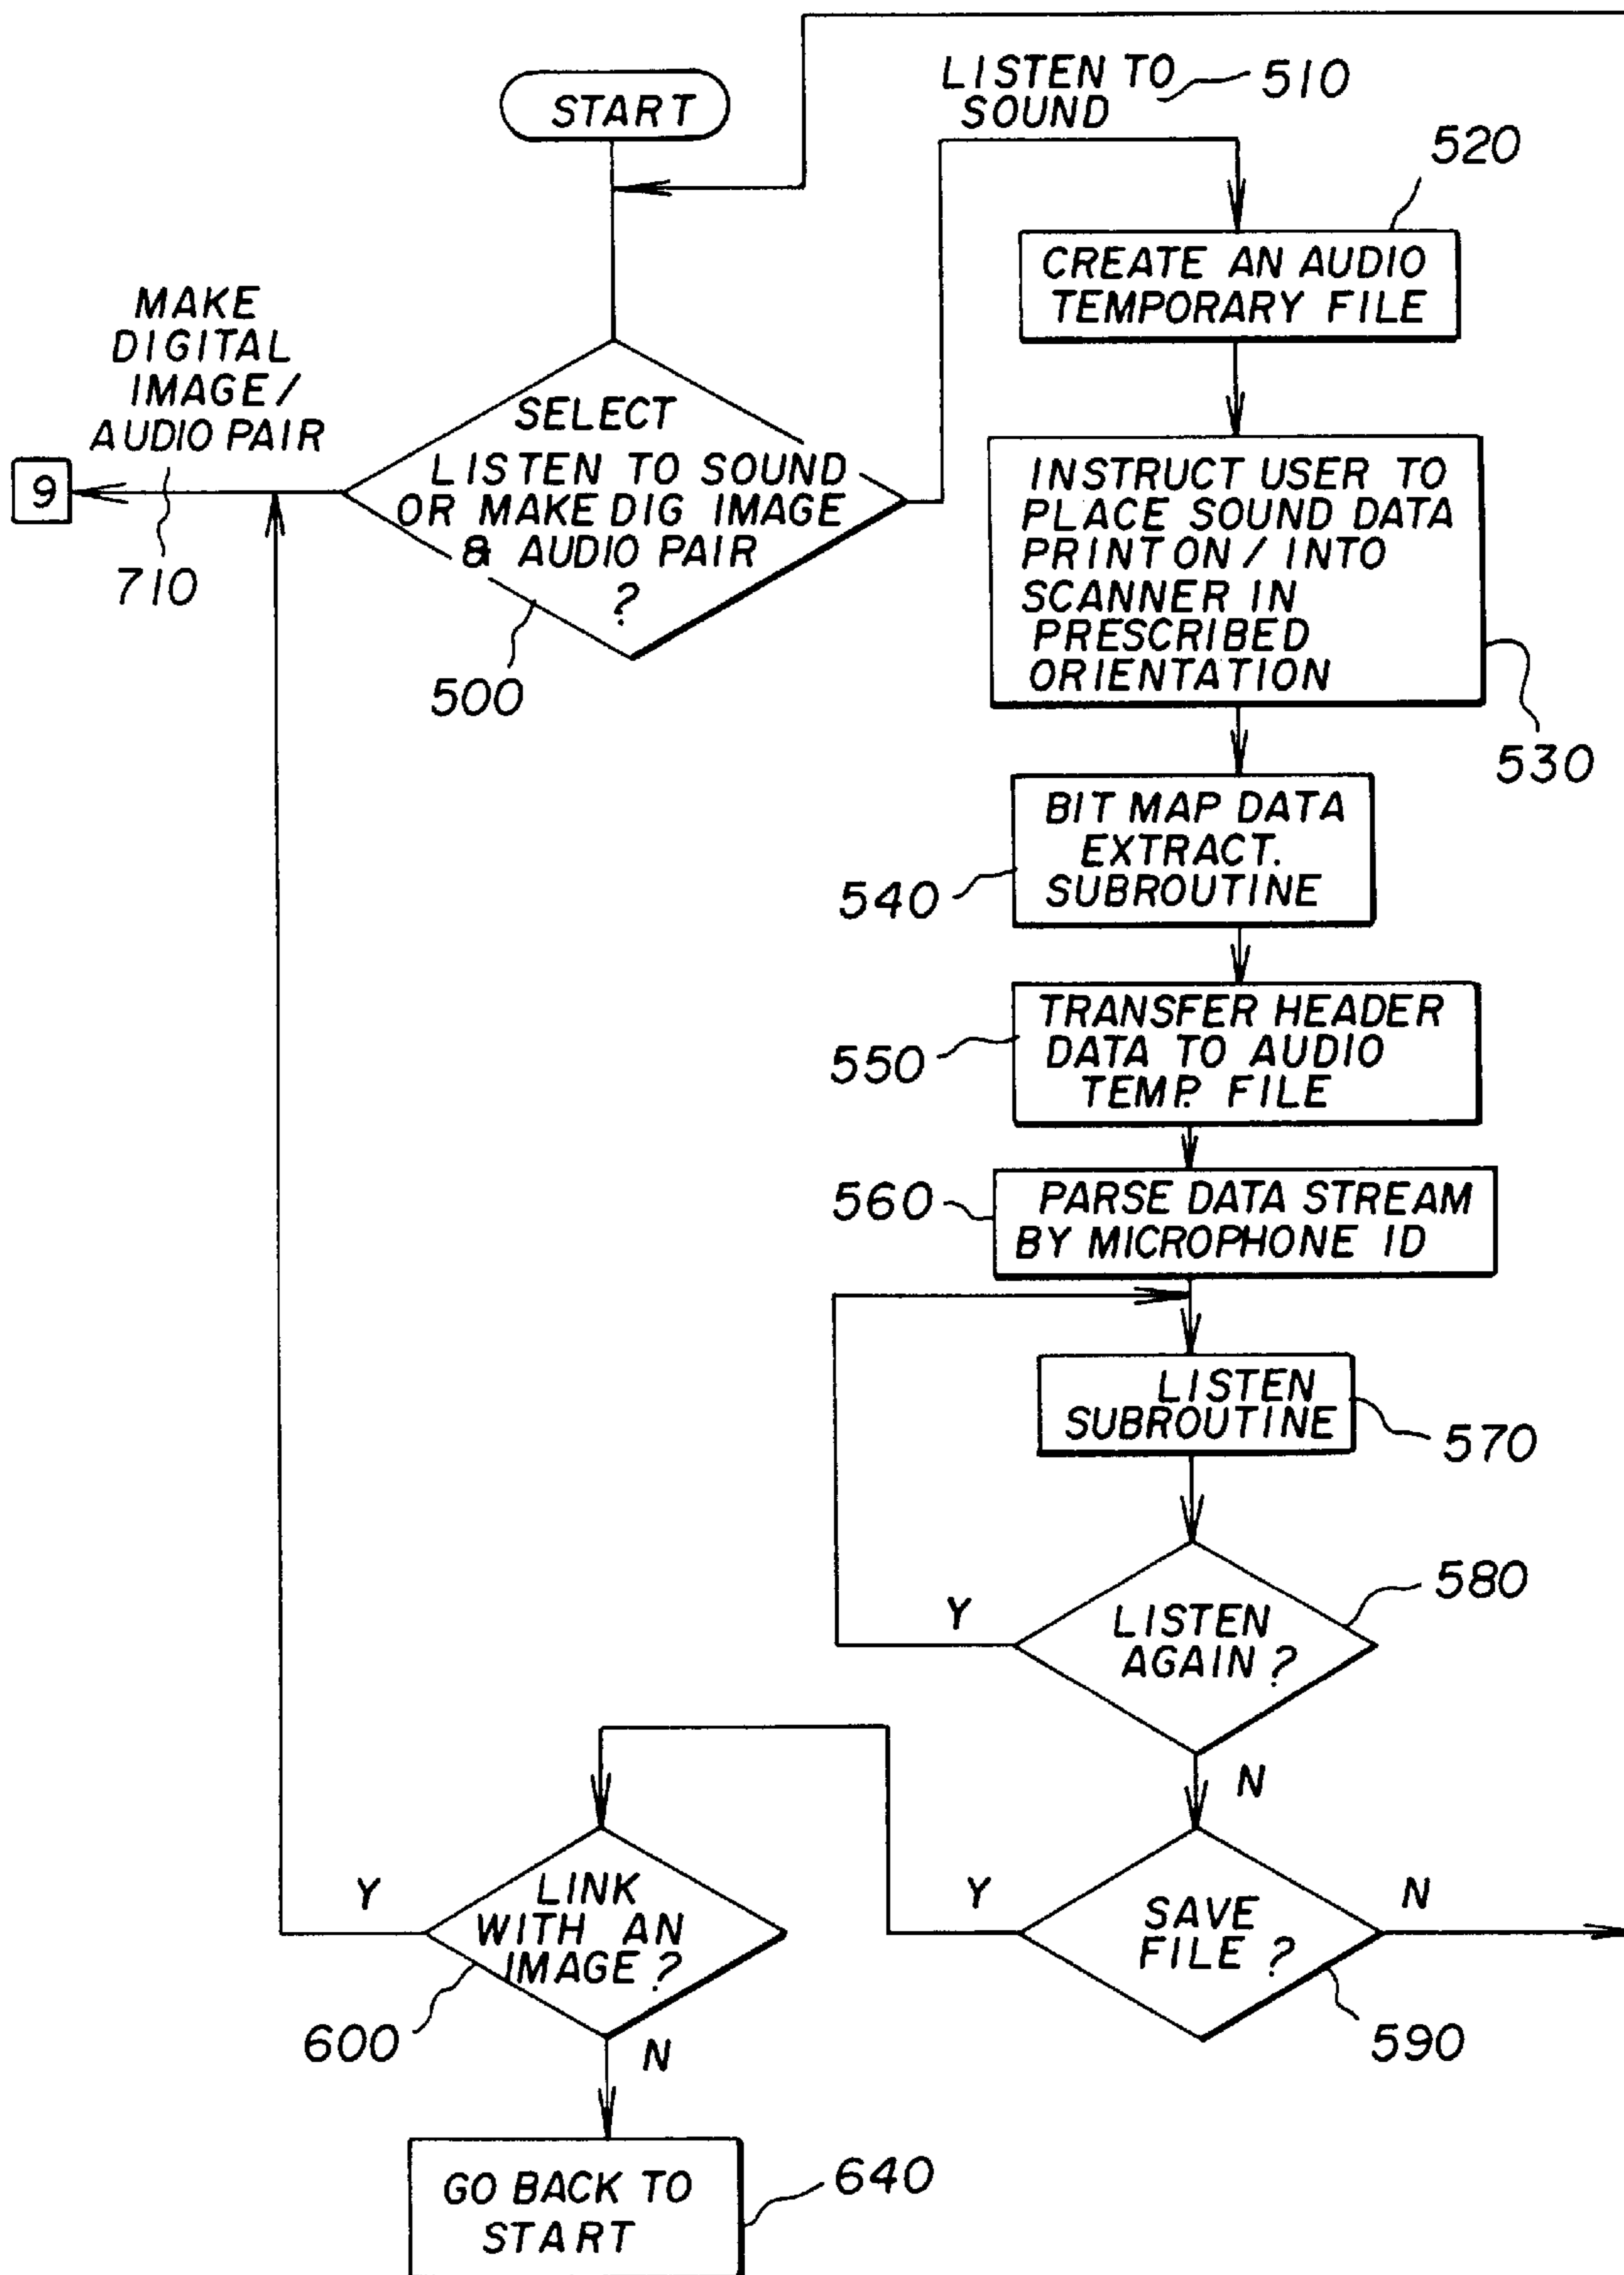 START
LISTEN TO
SOUND
510
520
CREATE AN AUDIO
TEMPORARY FILE
MAKE
DIGITAL
IMAGE/
AUDIO PAIR
9
710
SELECT
LISTEN TO SOUND
OR MAKE DIG IMAGE
& AUDIO PAIR
?
500
INSTRUCT USER TO
PLACE SOUND DATA
PRINT ON / INTO
SCANNER IN
PRESCRIBED
ORIENTATION
530
BIT MAP DATA
EXTRACT.
SUBROUTINE
540
TRANSFER HEADER
DATA TO AUDIO
TEMP. FILE
550
PARSE DATA STREAM
BY MICROPHONE ID
560
LISTEN
SUBROUTINE
570
LISTEN
AGAIN ?
580
Y
N
SAVE
FILE ?
590
Y
N
LINK
WITH AN
IMAGE ?
600
Y
N
GO BACK TO
START
640